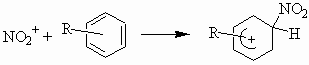 NO₂⁺ + R
R + NO₂
H